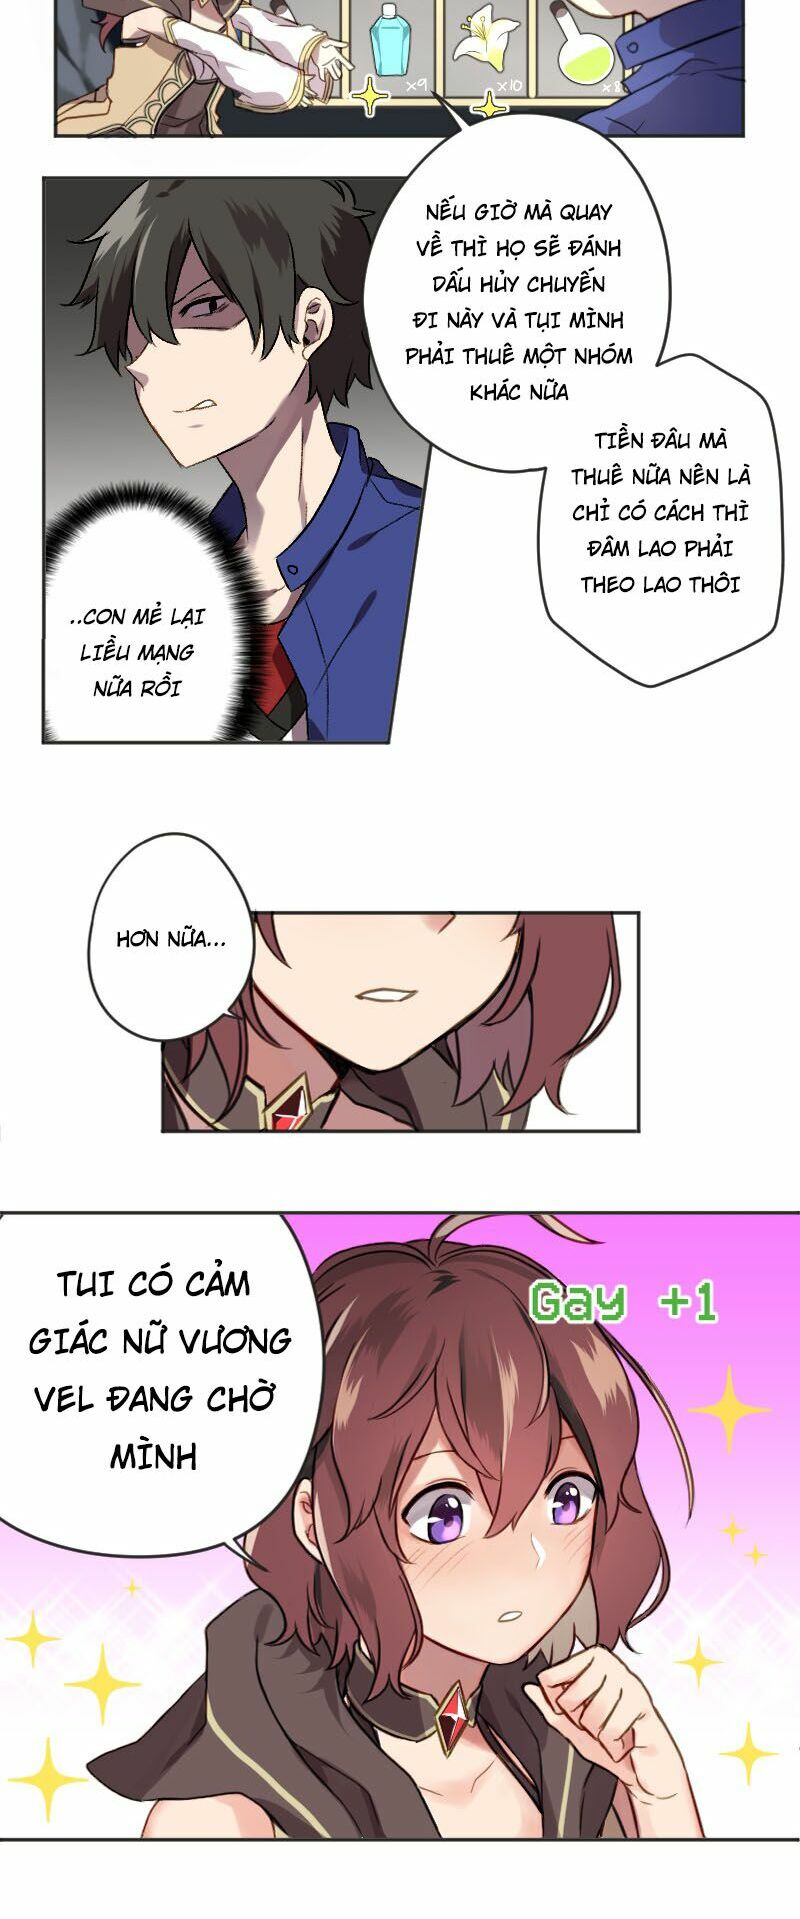 x9
x10
x8
NẾU GIỜ MÀ QUAY
VỀ THÌ HỌ SẼ ĐÁNH
DẤU HỦY CHUYẾN
ĐI NÀY VÀ TỤI MÌNH
PHẢI THUÊ MỘT NHÓM
KHÁC NỮA
TIỀN ĐÂU MÀ
THUÊ NỮA NÊN LÀ
CHỈ CÓ CÁCH THÌ
ĐÂM LAO PHẢI
THEO LAO THÔI
..CON MẺ LẠI
LIỀU MẠNG
NỮA RỒI
HƠN NỮA...
TUI CÓ CẢM
GIÁC NỮ VƯƠNG
VEL ĐANG CHỜ
MÌNH
Gay +1